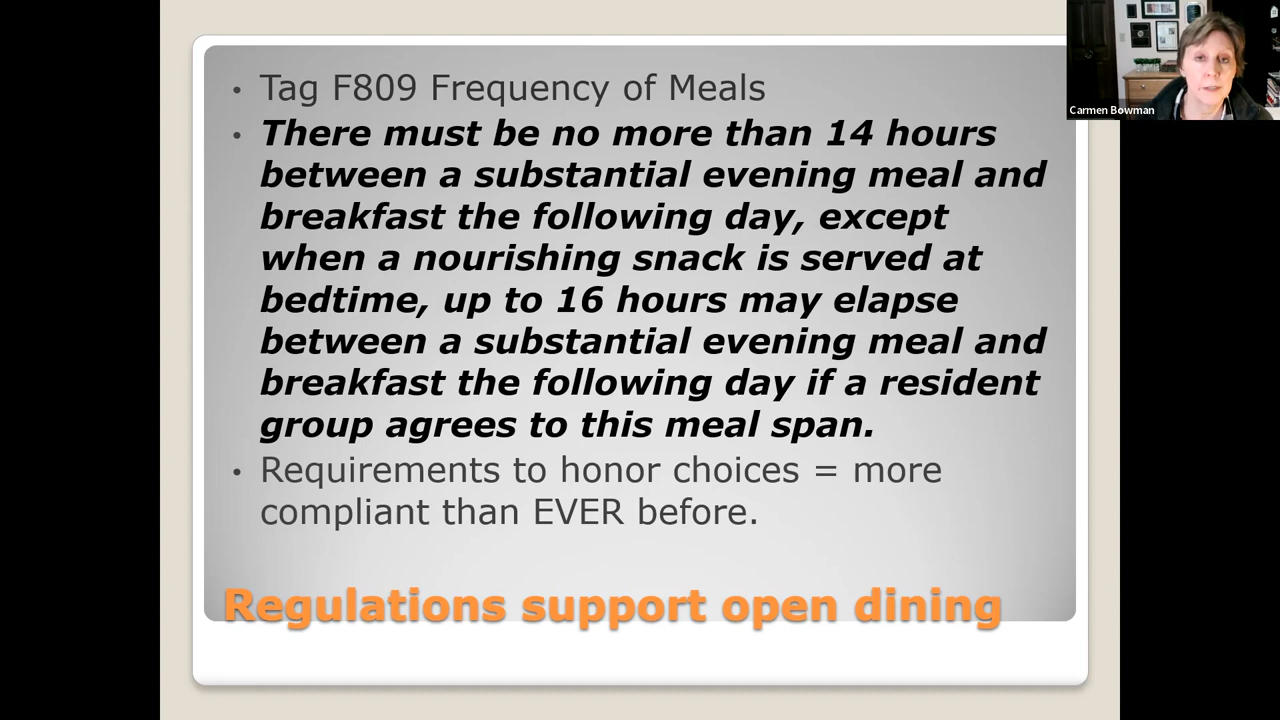 • Tag F809 Frequency of Meals
• There must be no more than 14 hours
between a substantial evening meal and
breakfast the following day, except
when a nourishing snack is served at
bedtime, up to 16 hours may elapse
between a substantial evening meal and
breakfast the following day if a resident
group agrees to this meal span.
• Requirements to honor choices = more
compliant than EVER before.
Regulations support open dining
Carmen Bowman